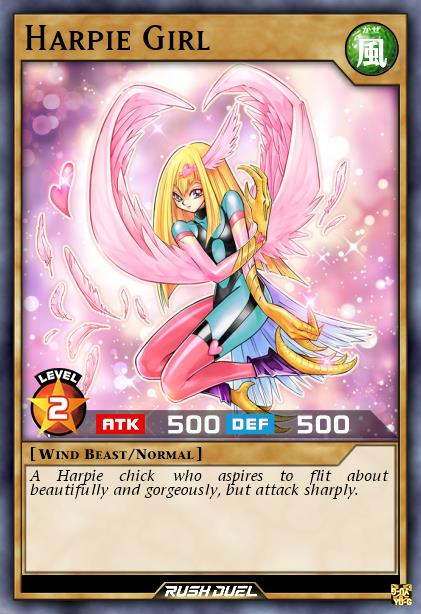 Harpie Girl
かぜ
風
LEVEL
2
ATK 500 DEF 500
[Wind Beast/Normal]
A Harpie chick who aspires to flit about
beautifully and gorgeously, but attack sharply.
RUSH DUEL